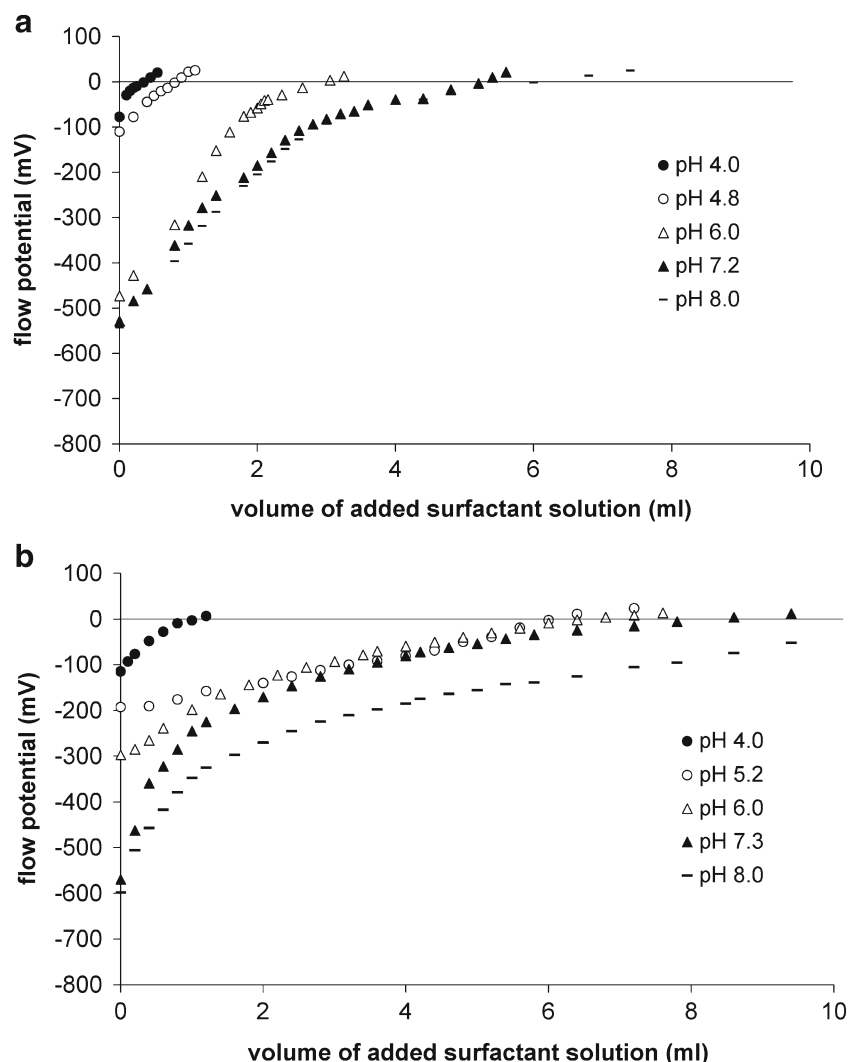 a
100
0
-100
-200
-300
-400
-500
-600
-700
-800
flow potential (mV)
pH 4.0
pH 4.8
pH 6.0
pH 7.2
pH 8.0
0 2 4 6 8 10
volume of added surfactant solution (ml)
b
100
0
-100
-200
-300
-400
-500
-600
-700
-800
flow potential (mV)
pH 4.0
pH 5.2
pH 6.0
pH 7.3
pH 8.0
0 2 4 6 8 10
volume of added surfactant solution (ml)